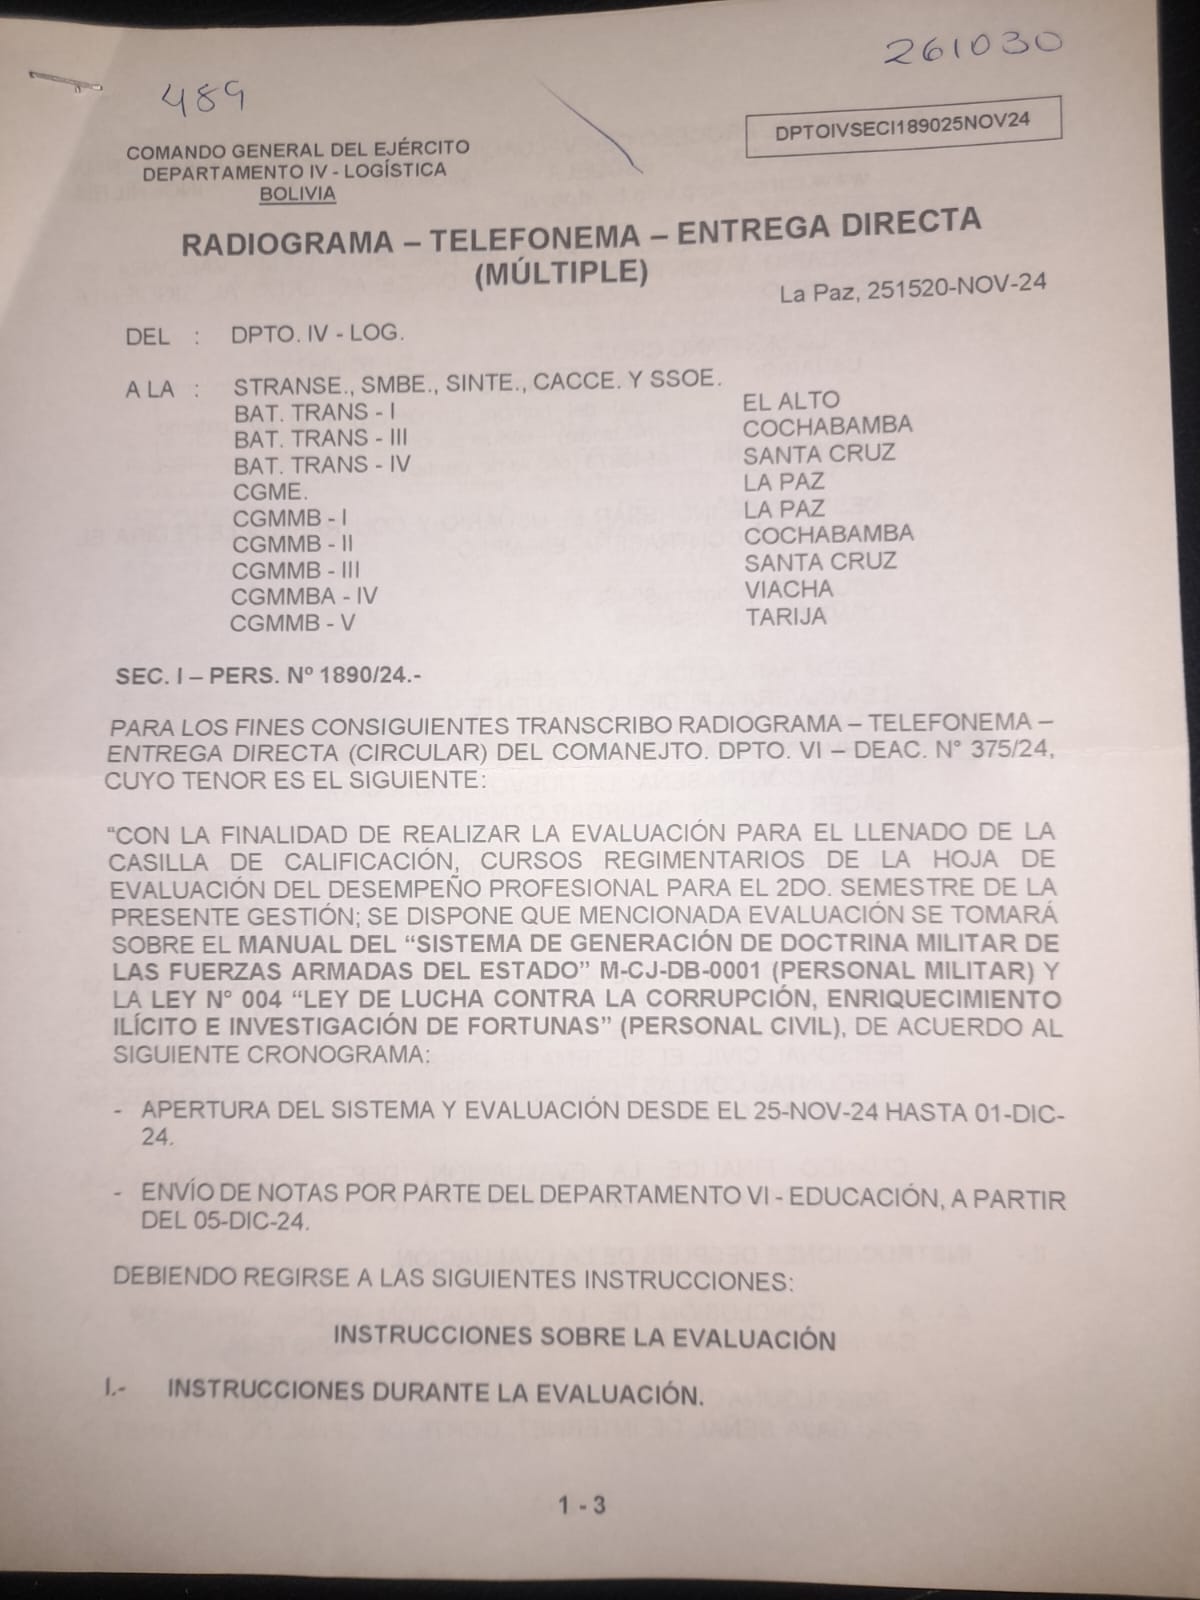 261030
489
DPTOIVSECI189025NOV24
COMANDO GENERAL DEL EJÉRCITO
DEPARTAMENTO IV - LOGÍSTICA
BOLIVIA
RADIOGRAMA – TELEFONEMA – ENTREGA DIRECTA
(MÚLTIPLE)
La Paz, 251520-NOV-24
DEL : DPTO. IV - LOG.
A LA : STRANSE., SMBE., SINTE., CACCE. Y SSOE.
BAT. TRANS - I EL ALTO
BAT. TRANS - III COCHABAMBA
BAT. TRANS - IV SANTA CRUZ
CGME. LA PAZ
CGMMB - I LA PAZ
CGMMB - II COCHABAMBA
CGMMB - III SANTA CRUZ
CGMMBA - IV VIACHA
CGMMB - V TARIJA
SEC. I – PERS. Nº 1890/24.-
PARA LOS FINES CONSIGUIENTES TRANSCRIBO RADIOGRAMA – TELEFONEMA –
ENTREGA DIRECTA (CIRCULAR) DEL COMANEJTO. DPTO. VI – DEAC. N° 375/24,
CUYO TENOR ES EL SIGUIENTE:
“CON LA FINALIDAD DE REALIZAR LA EVALUACIÓN PARA EL LLENADO DE LA
CASILLA DE CALIFICACIÓN, CURSOS REGIMENTARIOS DE LA HOJA DE
EVALUACIÓN DEL DESEMPEÑO PROFESIONAL PARA EL 2DO. SEMESTRE DE LA
PRESENTE GESTIÓN; SE DISPONE QUE MENCIONADA EVALUACIÓN SE TOMARÁ
SOBRE EL MANUAL DEL “SISTEMA DE GENERACIÓN DE DOCTRINA MILITAR DE
LAS FUERZAS ARMADAS DEL ESTADO” M-CJ-DB-0001 (PERSONAL MILITAR) Y
LA LEY N° 004 “LEY DE LUCHA CONTRA LA CORRUPCIÓN, ENRIQUECIMIENTO
ILÍCITO E INVESTIGACIÓN DE FORTUNAS” (PERSONAL CIVIL), DE ACUERDO AL
SIGUIENTE CRONOGRAMA:
- APERTURA DEL SISTEMA Y EVALUACIÓN DESDE EL 25-NOV-24 HASTA 01-DIC-
24.
- ENVÍO DE NOTAS POR PARTE DEL DEPARTAMENTO VI - EDUCACIÓN, A PARTIR
DEL 05-DIC-24.
DEBIENDO REGIRSE A LAS SIGUIENTES INSTRUCCIONES:
INSTRUCCIONES SOBRE LA EVALUACIÓN
I.- INSTRUCCIONES DURANTE LA EVALUACIÓN.
1 - 3